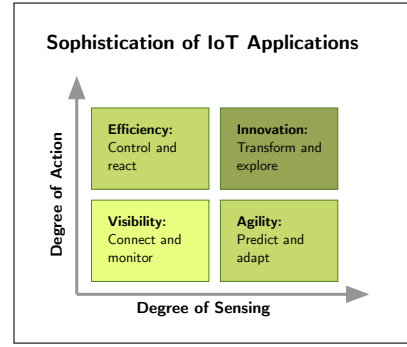 Sophistication of IoT Applications
Degree of Action
Efficiency:
Control and
react
Innovation:
Transform and
explore
Visibility:
Connect and
monitor
Agility:
Predict and
adapt
Degree of Sensing